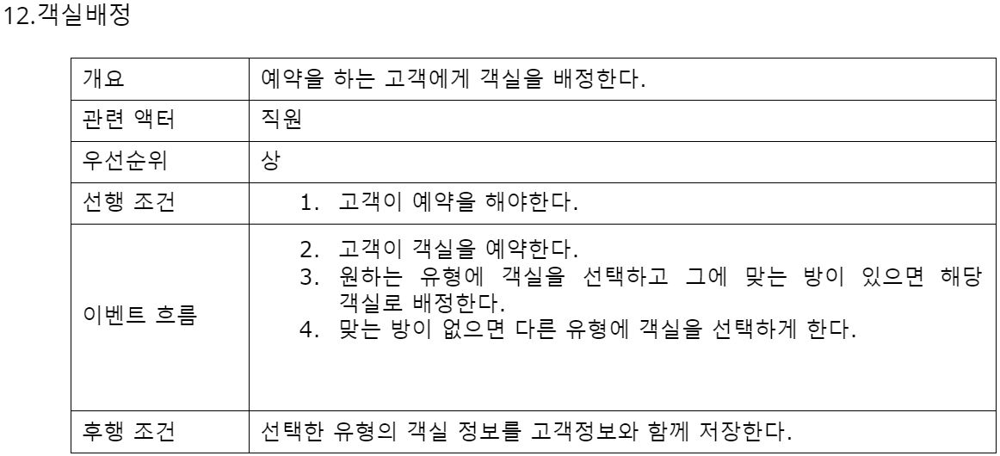 12.객실배정
개요 예약을 하는 고객에게 객실을 배정한다.
관련 액터 직원
우선순위 상
선행 조건 1. 고객이 예약을 해야한다.
2. 고객이 객실을 예약한다.
3. 원하는 유형에 객실을 선택하고 그에 맞는 방이 있으면 해당
객실로 배정한다.
이벤트 흐름
4. 맞는 방이 없으면 다른 유형에 객실을 선택하게 한다.
후행 조건 선택한 유형의 객실 정보를 고객정보와 함께 저장한다.